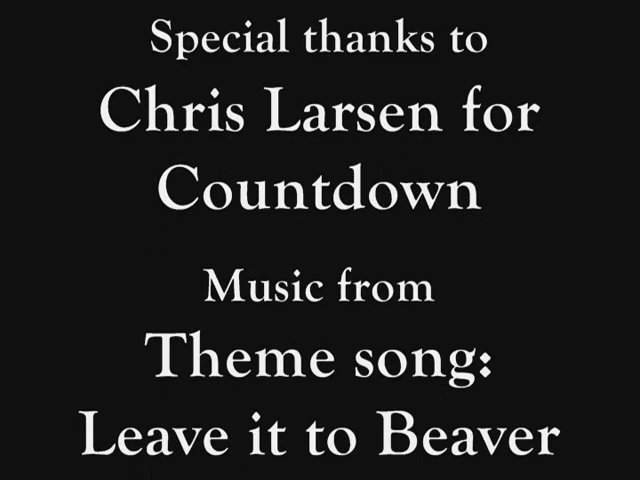 Special thanks to
Chris Larsen for
Countdown
Music from
Theme song:
Leave it to Beaver